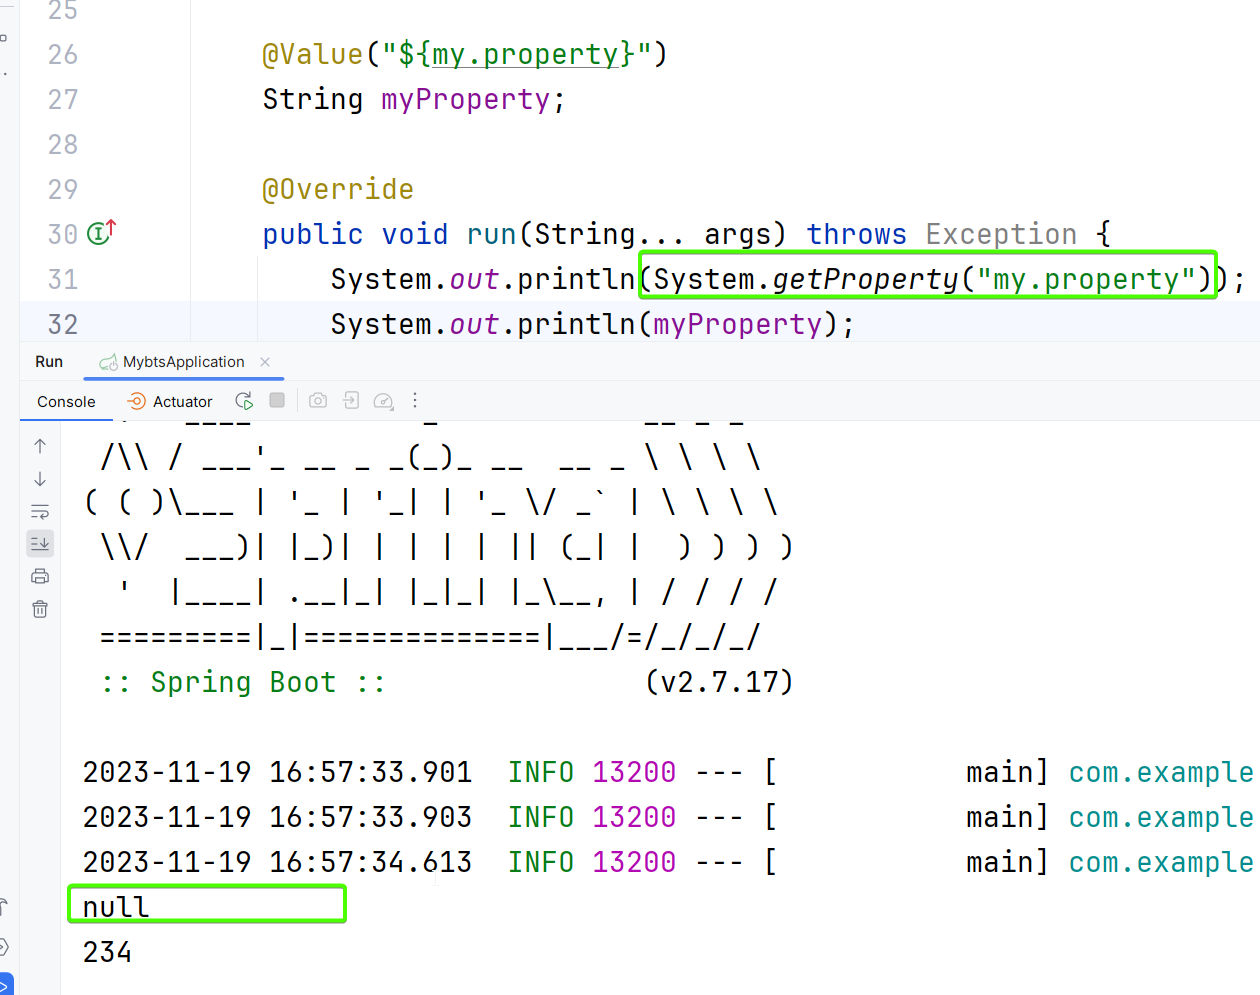 25
26 @Value("${my.property}")
27 String myProperty;
28
29 @Override
30 public void run(String... args) throws Exception {
31 System.out.println(System.getProperty("my.property"));
32 System.out.println(myProperty);
Run MybtsApplication
Console Actuator
/\\ / ___'_ __ _ _(_)_ __  __ _ \ \ \ \
( ( )\___ | '_ | '_| | '_ \/ _` | \ \ \ \
\\/  ___)| |_)| | | | | || (_| |  ) ) ) )
'  |____| .__|_| |_|_| |_\__, | / / / /
=========|_|==============|___/=/_/_/_/
:: Spring Boot :: (v2.7.17)
2023-11-19 16:57:33.901 INFO 13200 --- [ main] com.example
2023-11-19 16:57:33.903 INFO 13200 --- [ main] com.example
2023-11-19 16:57:34.613 INFO 13200 --- [ main] com.example
null
234